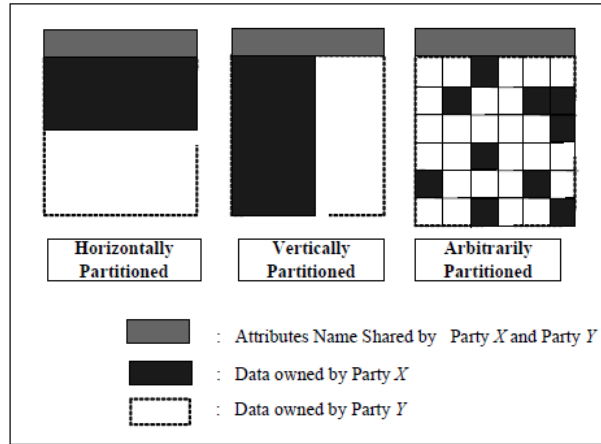 Horizontally
Partitioned
Vertically
Partitioned
Arbitrarily
Partitioned
: Attributes Name Shared by Party X and Party Y
: Data owned by Party X
: Data owned by Party Y